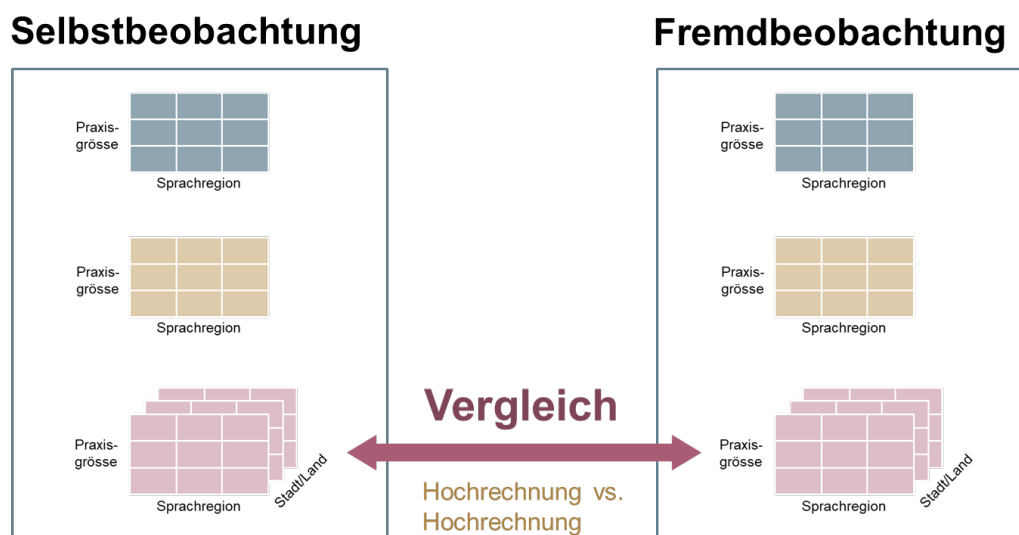 Selbstbeobachtung
Praxis-
grösse
Sprachregion
Praxis-
grösse
Sprachregion
Praxis-
grösse
Sprachregion
Stadt/Land
Vergleich
Hochrechnung vs.
Hochrechnung
Fremdbeobachtung
Praxis-
grösse
Sprachregion
Praxis-
grösse
Sprachregion
Praxis-
grösse
Sprachregion
Stadt/Land